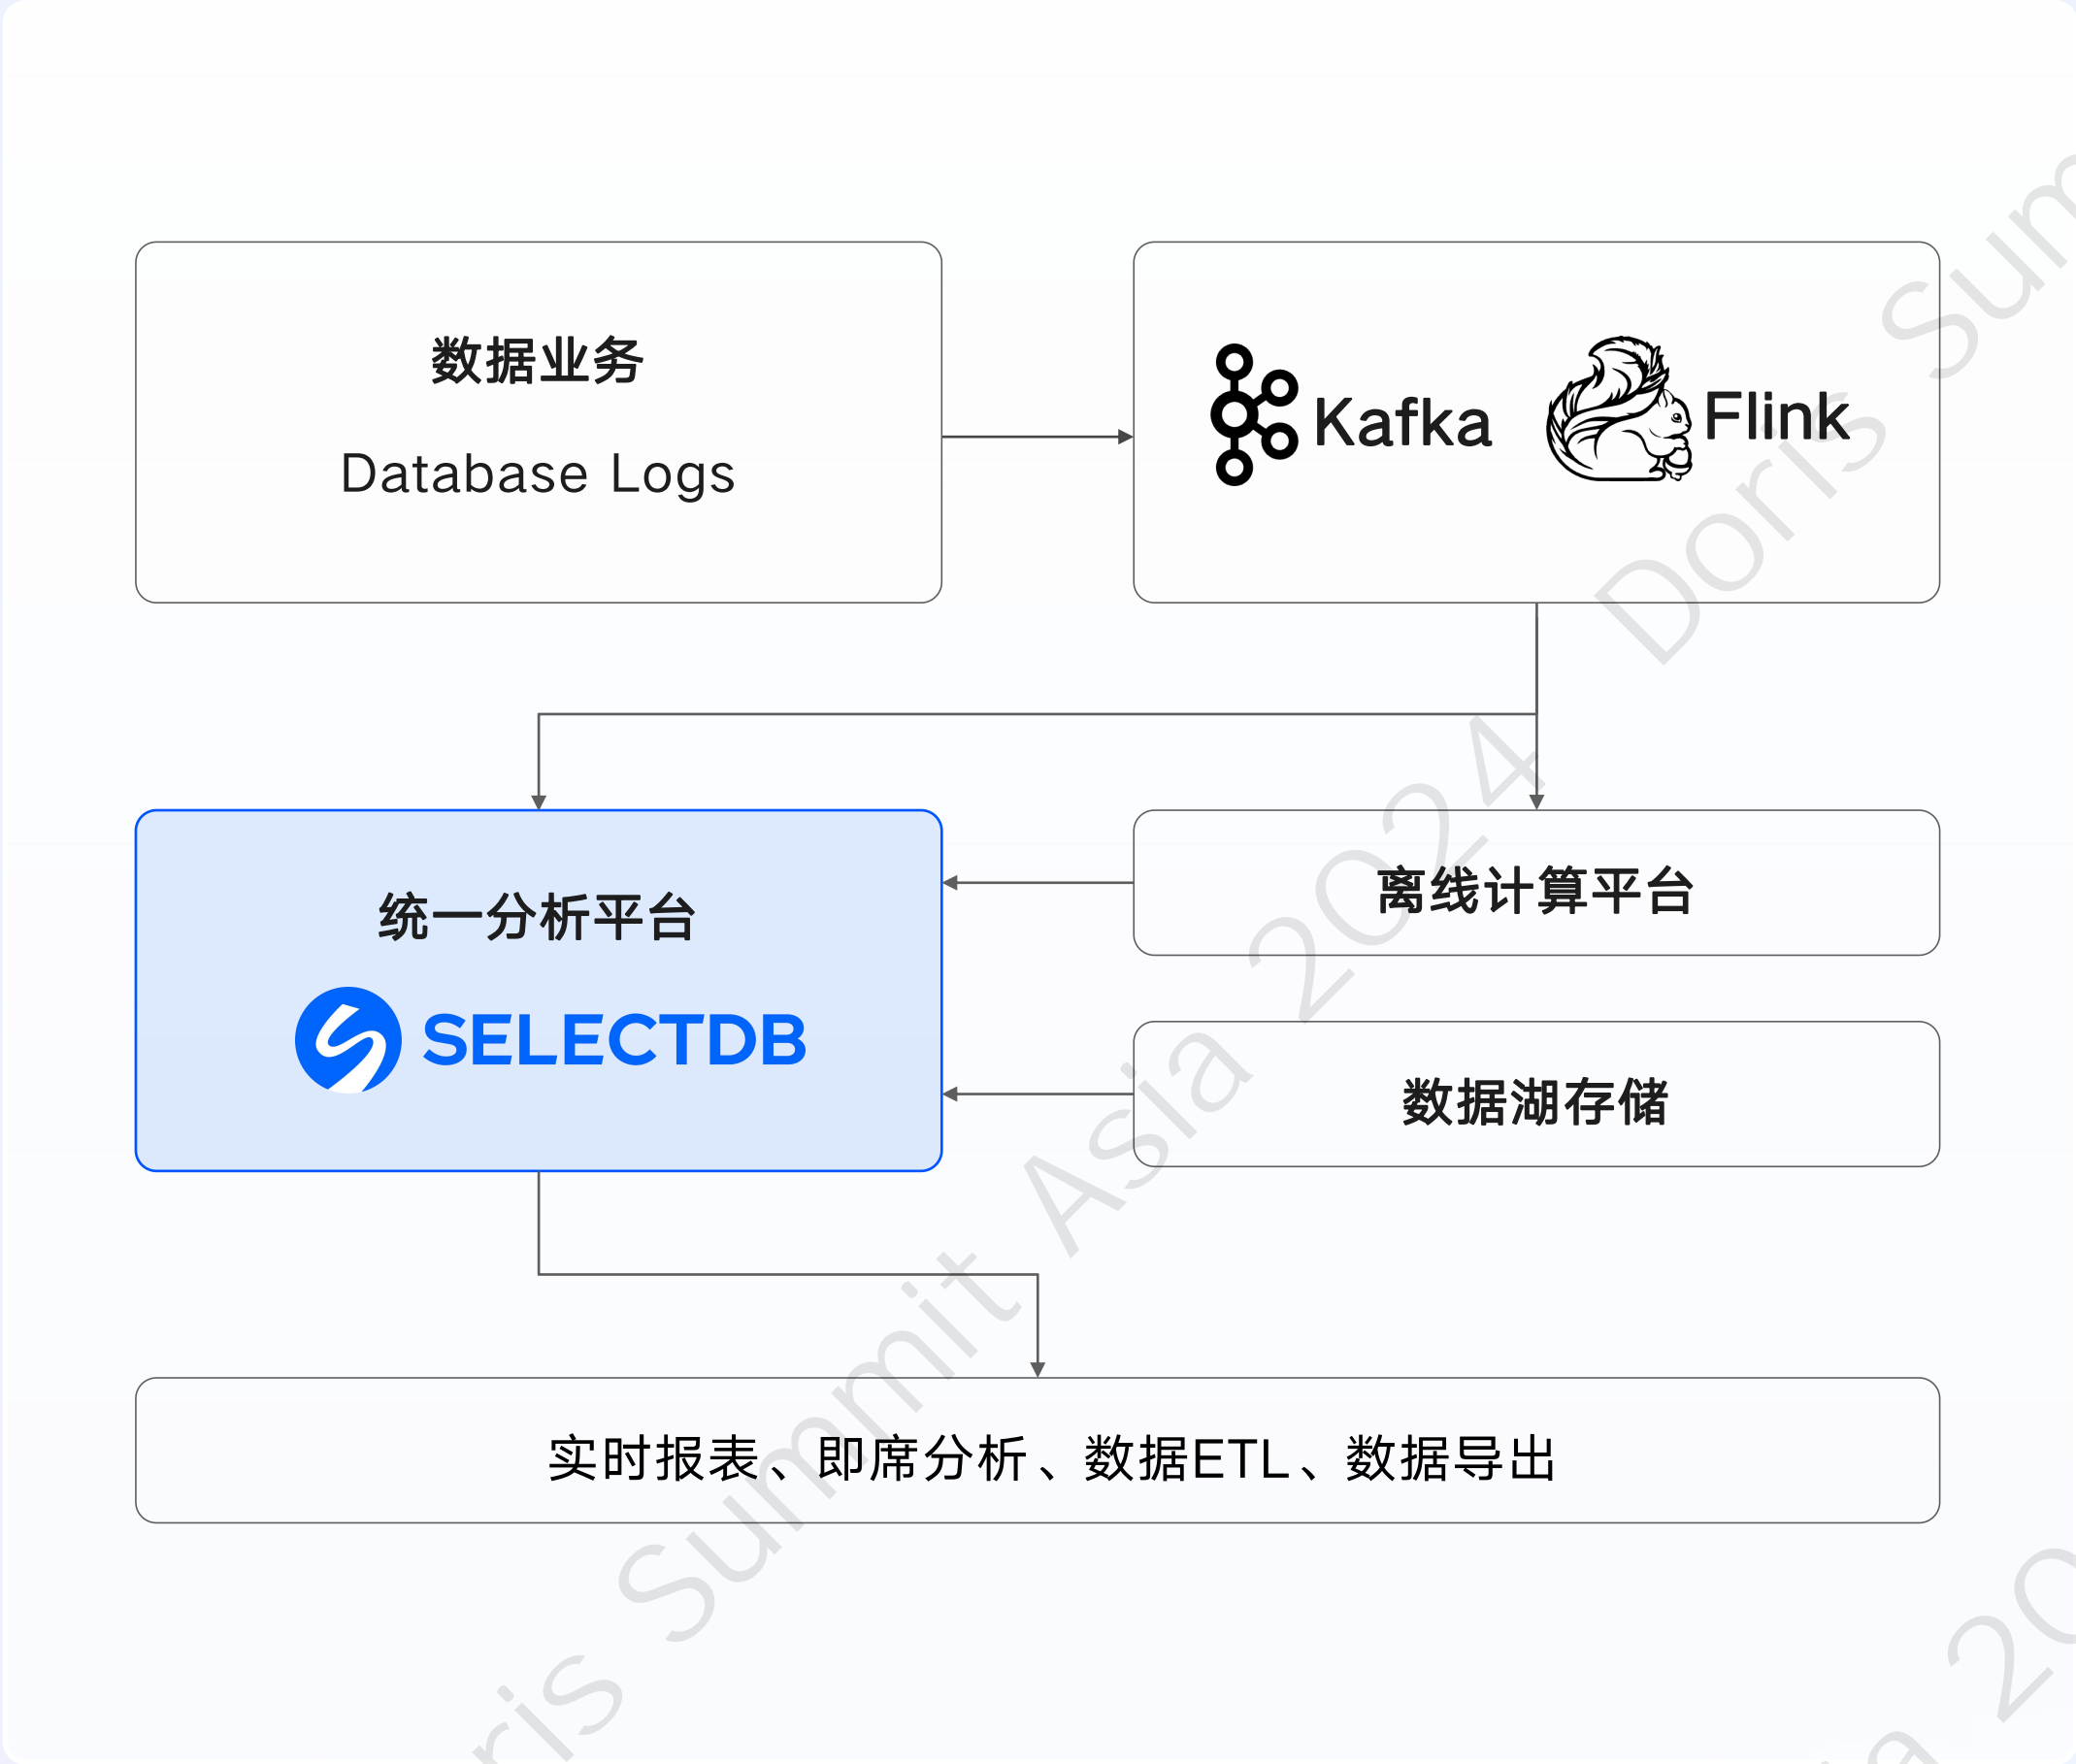 数据业务
Database Logs
Kafka
Flink
统一分析平台
SELECTDB
离线计算平台
数据湖存储
实时报表、即席分析、数据ETL、数据导出
Doris Summit Asia 2024
Doris Sum